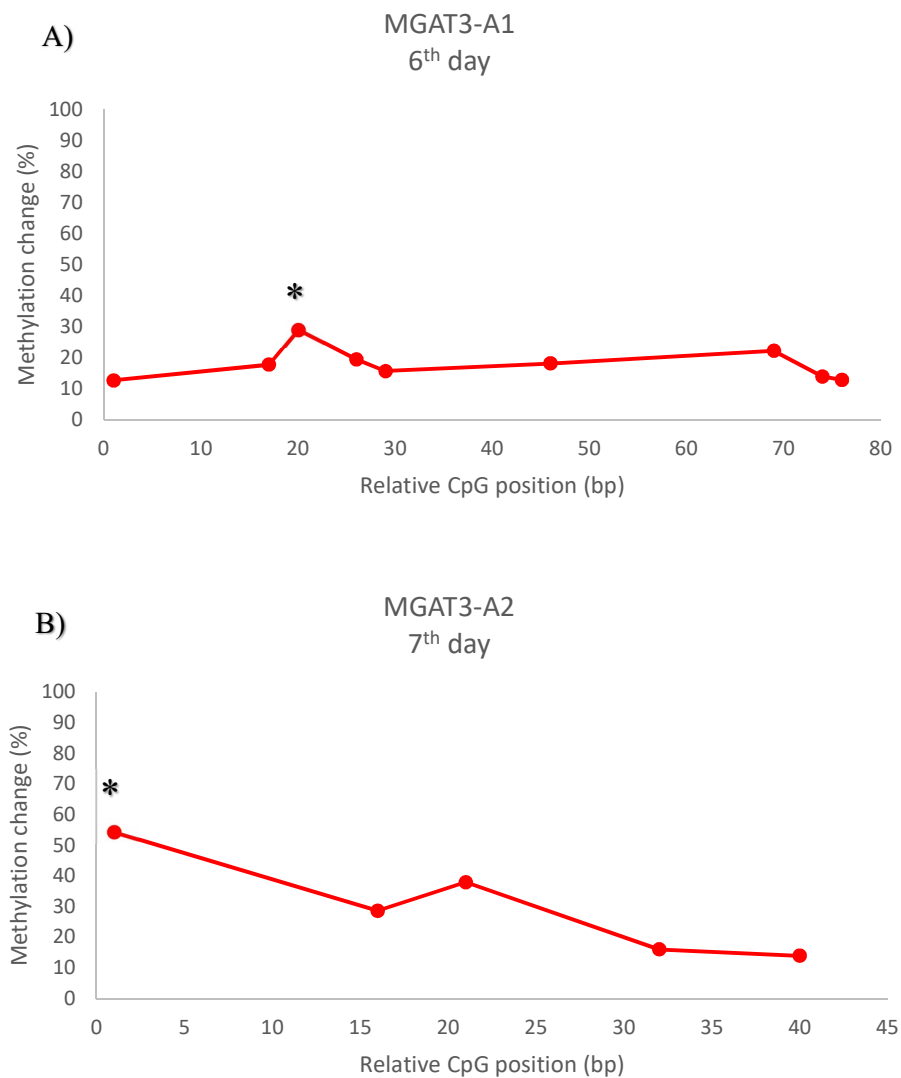 A)
MGAT3-A1
6th day
Methylation change (%)
100
90
80
70
60
50
40
30
20
10
0
*
0 10 20 30 40 50 60 70 80
Relative CpG position (bp)
B)
MGAT3-A2
7th day
Methylation change (%)
100
90
80
70
60
50
40
30
20
10
0
*
0 5 10 15 20 25 30 35 40 45
Relative CpG position (bp)